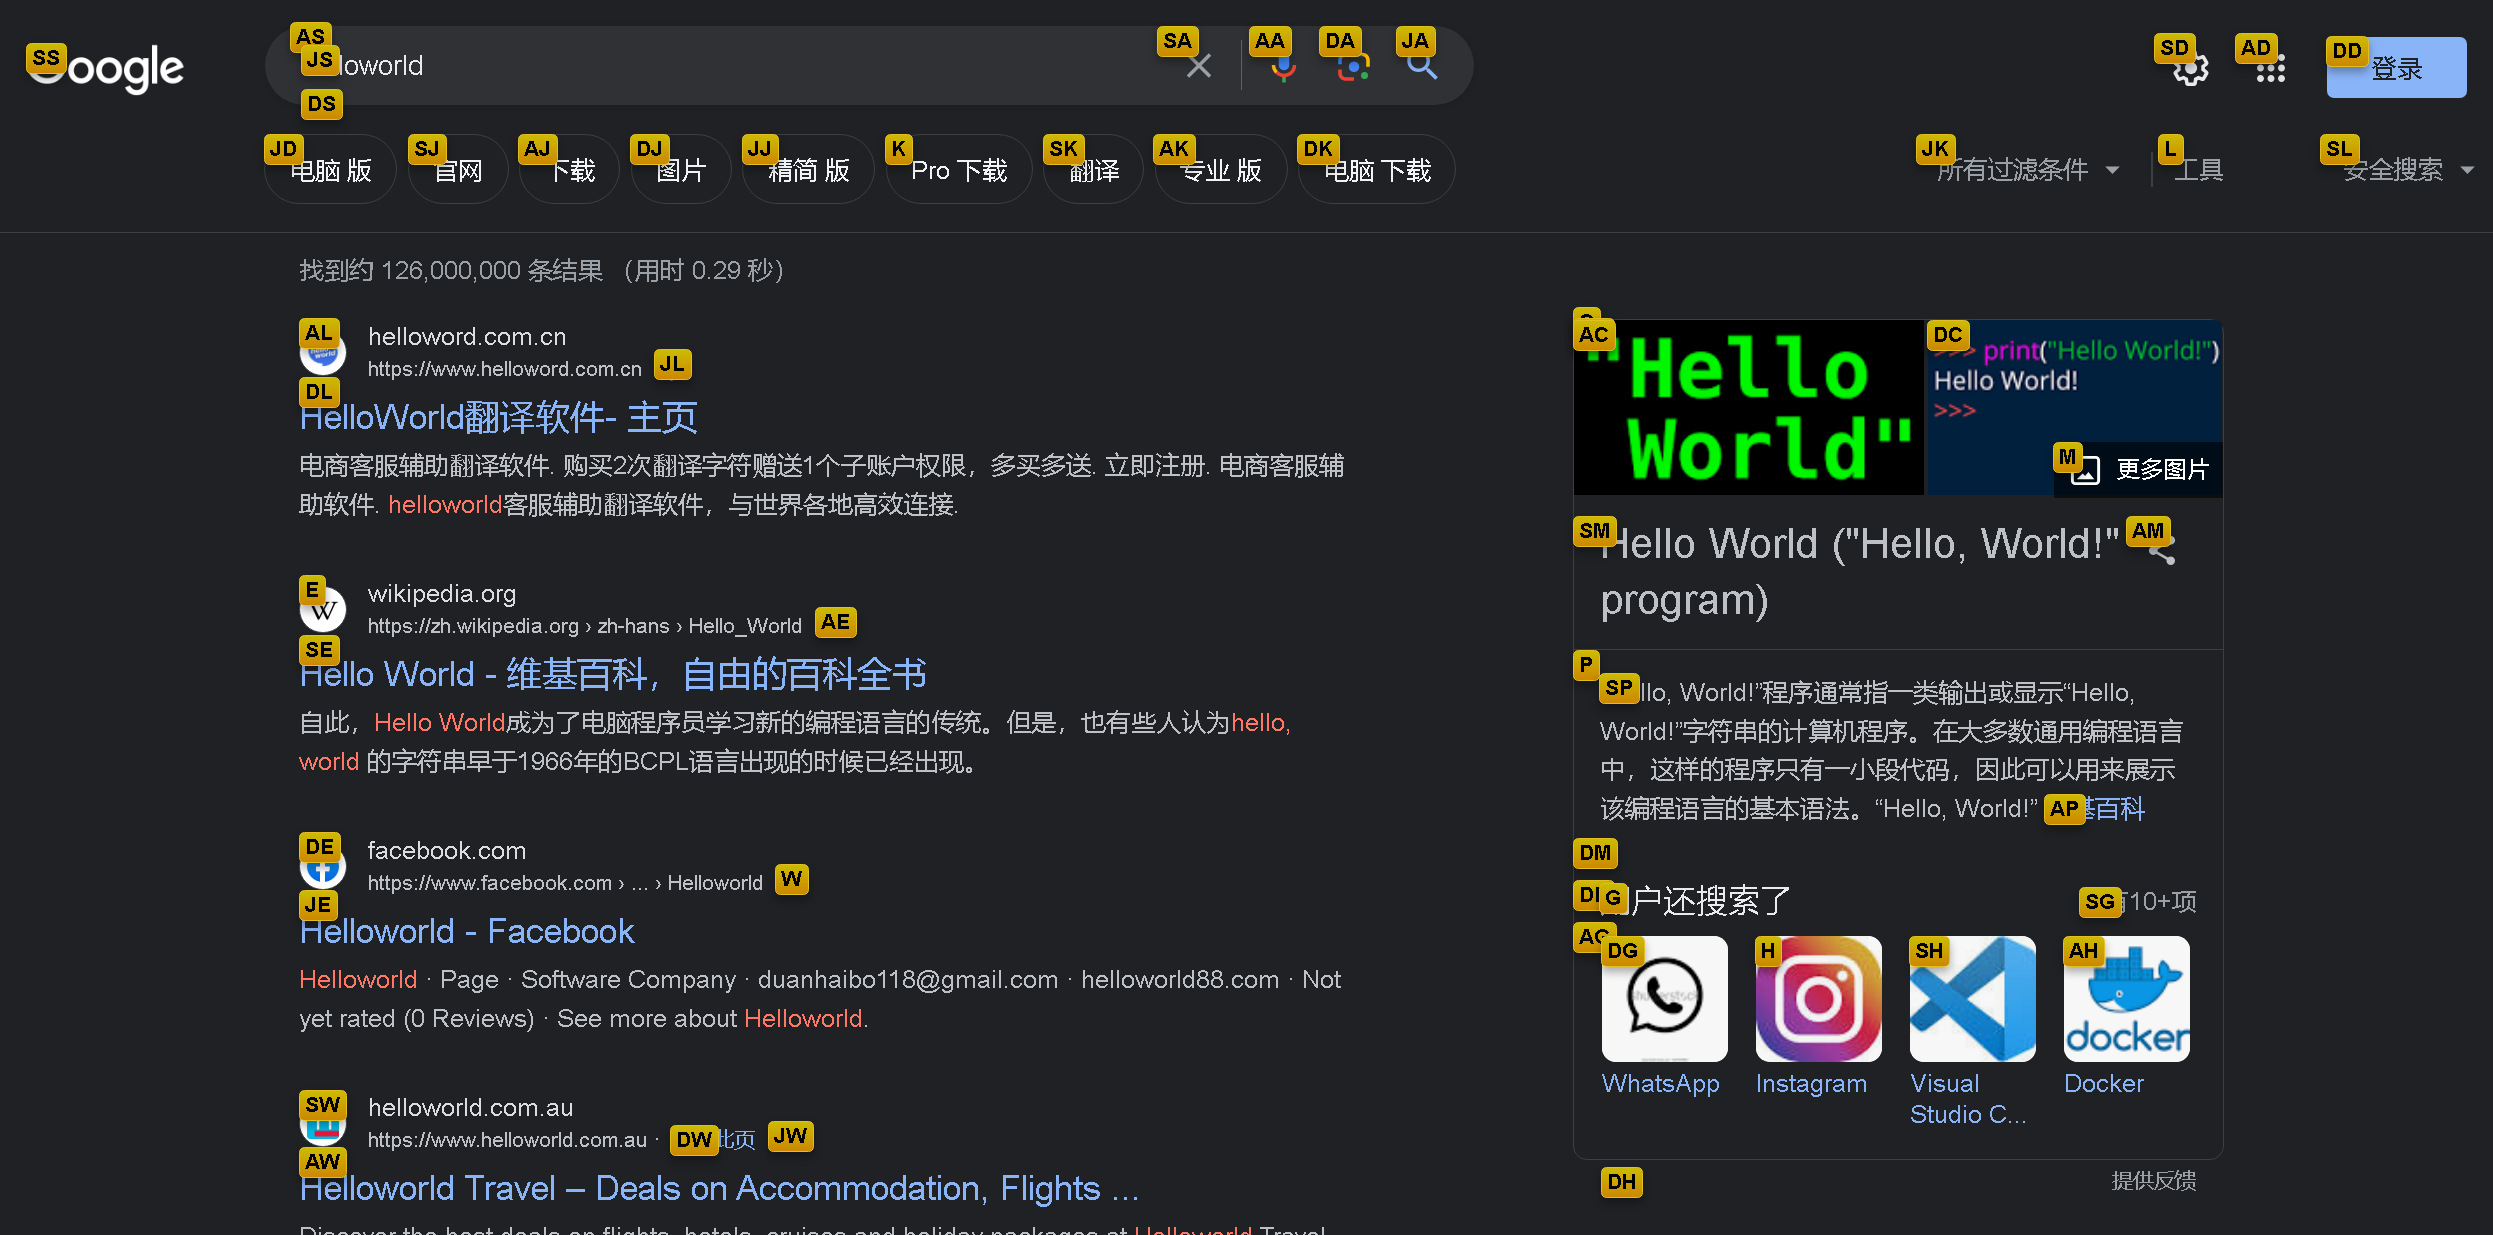 SS
oogle
AS
JS
loworld
DS
SA
AA
DA
JA
SD
AD
DD
登录
JD
电脑 版
SJ
官网
AJ
下载
DJ
图片
JJ
精简 版
K
Pro 下载
SK
翻译
AK
专业 版
DK
电脑 下载
JK
所有过滤条件
L
工具
SL
安全搜索
找到约 126,000,000 条结果 （用时 0.29 秒）
AL
helloword.com.cn
https://www.helloword.com.cn
JL
DL
HelloWorld翻译软件- 主页
电商客服辅助翻译软件. 购买2次翻译字符赠送1个子账户权限，多买多送. 立即注册. 电商客服辅
助软件. helloworld客服辅助翻译软件，与世界各地高效连接.
E
W
wikipedia.org
https://zh.wikipedia.org › zh-hans › Hello_World
AE
SE
Hello World - 维基百科，自由的百科全书
自此，Hello World成为了电脑程序员学习新的编程语言的传统。但是，也有些人认为hello,
world 的字符串早于1966年的BCPL语言出现的时候已经出现。
DE
facebook.com
https://www.facebook.com › ... › Helloworld
W
JE
Helloworld - Facebook
Helloworld · Page · Software Company · duanhaibo118@gmail.com · helloworld88.com · Not
yet rated (0 Reviews) · See more about Helloworld.
SW
helloworld.com.au
https://www.helloworld.com.au ·
DW
此页
JW
AW
Helloworld Travel – Deals on Accommodation, Flights ...
Discover the best deals on flights, hotels, cruises and holiday packages at Helloworld Travel
AC
"Hello
World"
DC
>>> print("Hello World!")
Hello World!
>>>
M
更多图片
SM
Hello World ("Hello, World!"
program)
AM
P
SP
llo, World!”程序通常指一类输出或显示“Hello,
World!”字符串的计算机程序。在大多数通用编程语言
中，这样的程序只有一小段代码，因此可以用来展示
该编程语言的基本语法。“Hello, World!”
AP
基百科
DM
G
户还搜索了
SG
10+项
DG
WhatsApp
H
Instagram
SH
Visual
Studio C...
AH
docker
Docker
DH
提供反馈